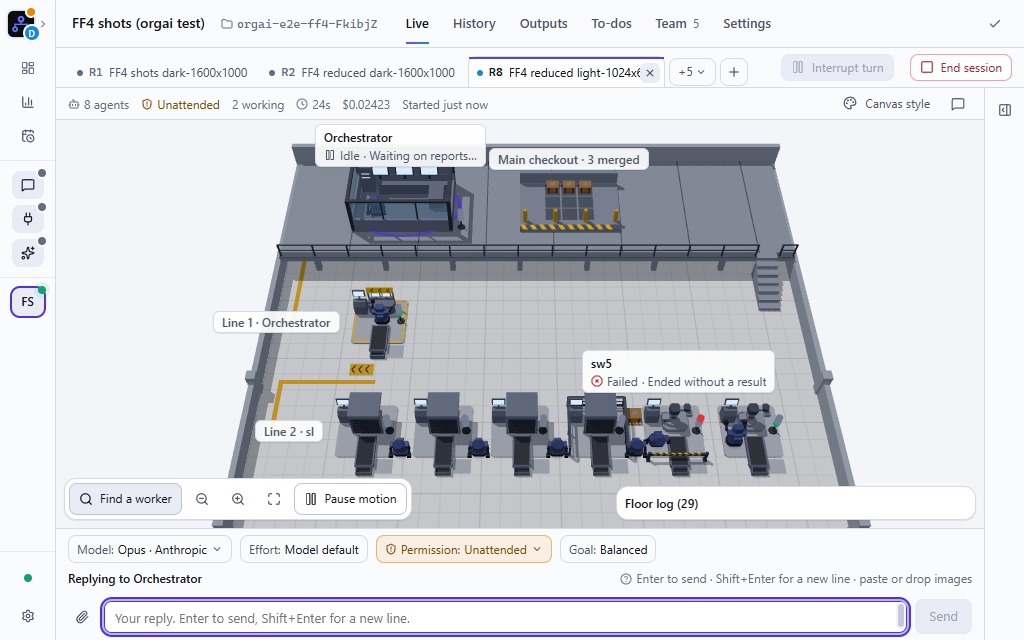 FF4 shots (orgai test)
orgai-e2e-ff4-FkibjZ
Live
History
Outputs
To-dos
Team 5
Settings
D
R1 FF4 shots dark-1600x1000
R2 FF4 reduced dark-1600x1000
R8 FF4 reduced light-1024x6
+5
Interrupt turn
End session
8 agents
Unattended
2 working
24s
$0.02423
Started just now
Canvas style
FS
Orchestrator
Idle · Waiting on reports...
Main checkout · 3 merged
Line 1 · Orchestrator
sw5
Failed · Ended without a result
Line 2 · sl
Find a worker
Pause motion
Floor log (29)
Model: Opus · Anthropic
Effort: Model default
Permission: Unattended
Goal: Balanced
Replying to Orchestrator
Enter to send · Shift+Enter for a new line · paste or drop images
Your reply. Enter to send, Shift+Enter for a new line.
Send